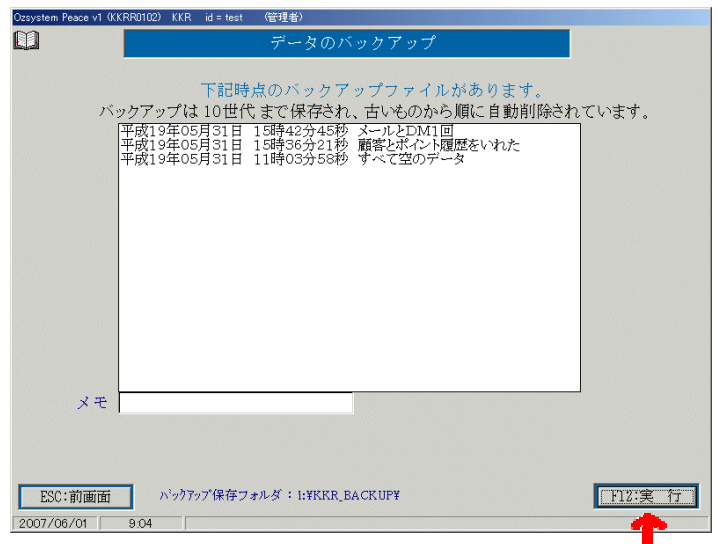 Ozsystem Peace v1 (KKRR0102) KKR id = test (管理者)
データのバックアップ
下記時点のバックアップファイルがあります。
バックアップは 10世代 まで保存され、古いものから順に自動削除されています。
平成19年05月31日 15時42分45秒 メールとDM1回
平成19年05月31日 15時36分21秒 顧客とポイント履歴をいれた
平成19年05月31日 11時03分58秒 すべて空のデータ
メモ
ESC:前画面 バックアップ保存フォルダ : I:¥KKR_BACKUP¥ F12:実 行
2007/06/01 9:04